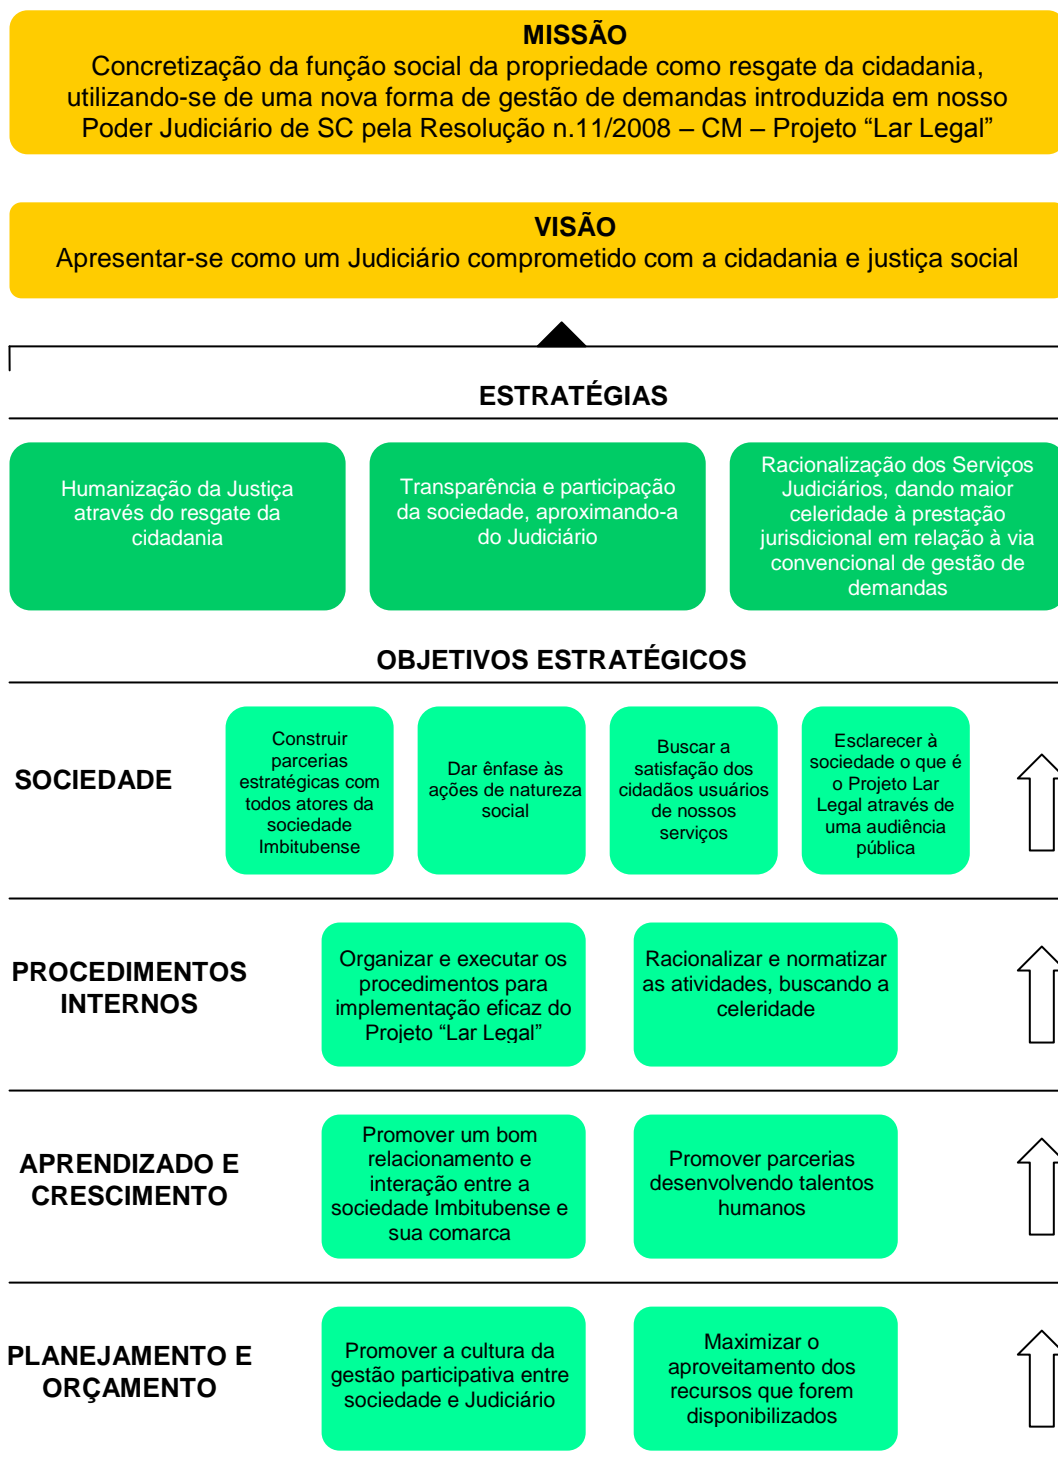 MISSÃO
Concretização da função social da propriedade como resgate da cidadania,
utilizando-se de uma nova forma de gestão de demandas introduzida em nosso
Poder Judiciário de SC pela Resolução n.11/2008 – CM – Projeto “Lar Legal”
VISÃO
Apresentar-se como um Judiciário comprometido com a cidadania e justiça social
ESTRATÉGIAS
Humanização da Justiça
através do resgate da
cidadania
Transparência e participação
da sociedade, aproximando-a
do Judiciário
Racionalização dos Serviços
Judiciários, dando maior
celeridade à prestação
jurisdicional em relação à via
convencional de gestão de
demandas
OBJETIVOS ESTRATÉGICOS
SOCIEDADE
Construir
parcerias
estratégicas com
todos atores da
sociedade
Imbitubense
Dar ênfase às
ações de natureza
social
Buscar a
satisfação dos
cidadãos usuários
de nossos
serviços
Esclarecer à
sociedade o que é
o Projeto Lar
Legal através de
uma audiência
pública
PROCEDIMENTOS
INTERNOS
Organizar e executar os
procedimentos para
implementação eficaz do
Projeto “Lar Legal”
Racionalizar e normatizar
as atividades, buscando a
celeridade
APRENDIZADO E
CRESCIMENTO
Promover um bom
relacionamento e
interação entre a
sociedade Imbitubense e
sua comarca
Promover parcerias
desenvolvendo talentos
humanos
PLANEJAMENTO E
ORÇAMENTO
Promover a cultura da
gestão participativa entre
sociedade e Judiciário
Maximizar o
aproveitamento dos
recursos que forem
disponibilizados